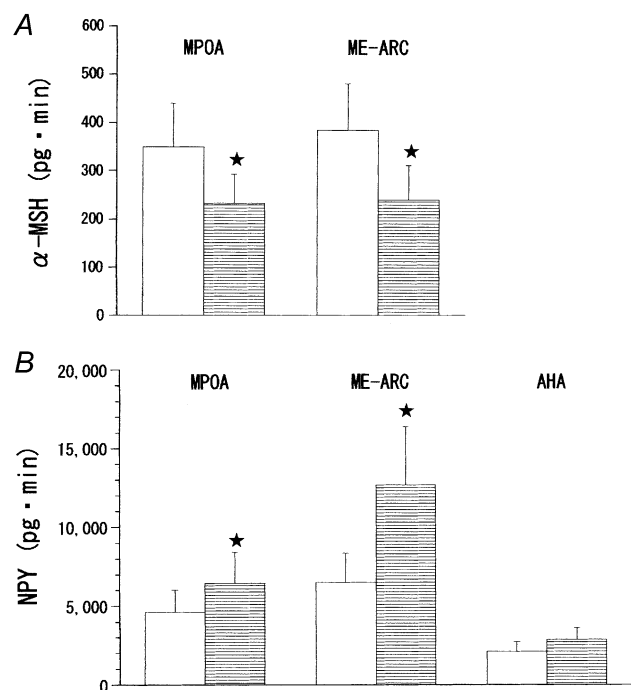 A
600
MPOA
ME-ARC
500
400
300
200
100
0
α-MSH (pg·min)
★
★
B
20,000
MPOA
ME-ARC
AHA
15,000
10,000
5,000
0
NPY (pg·min)
★
★